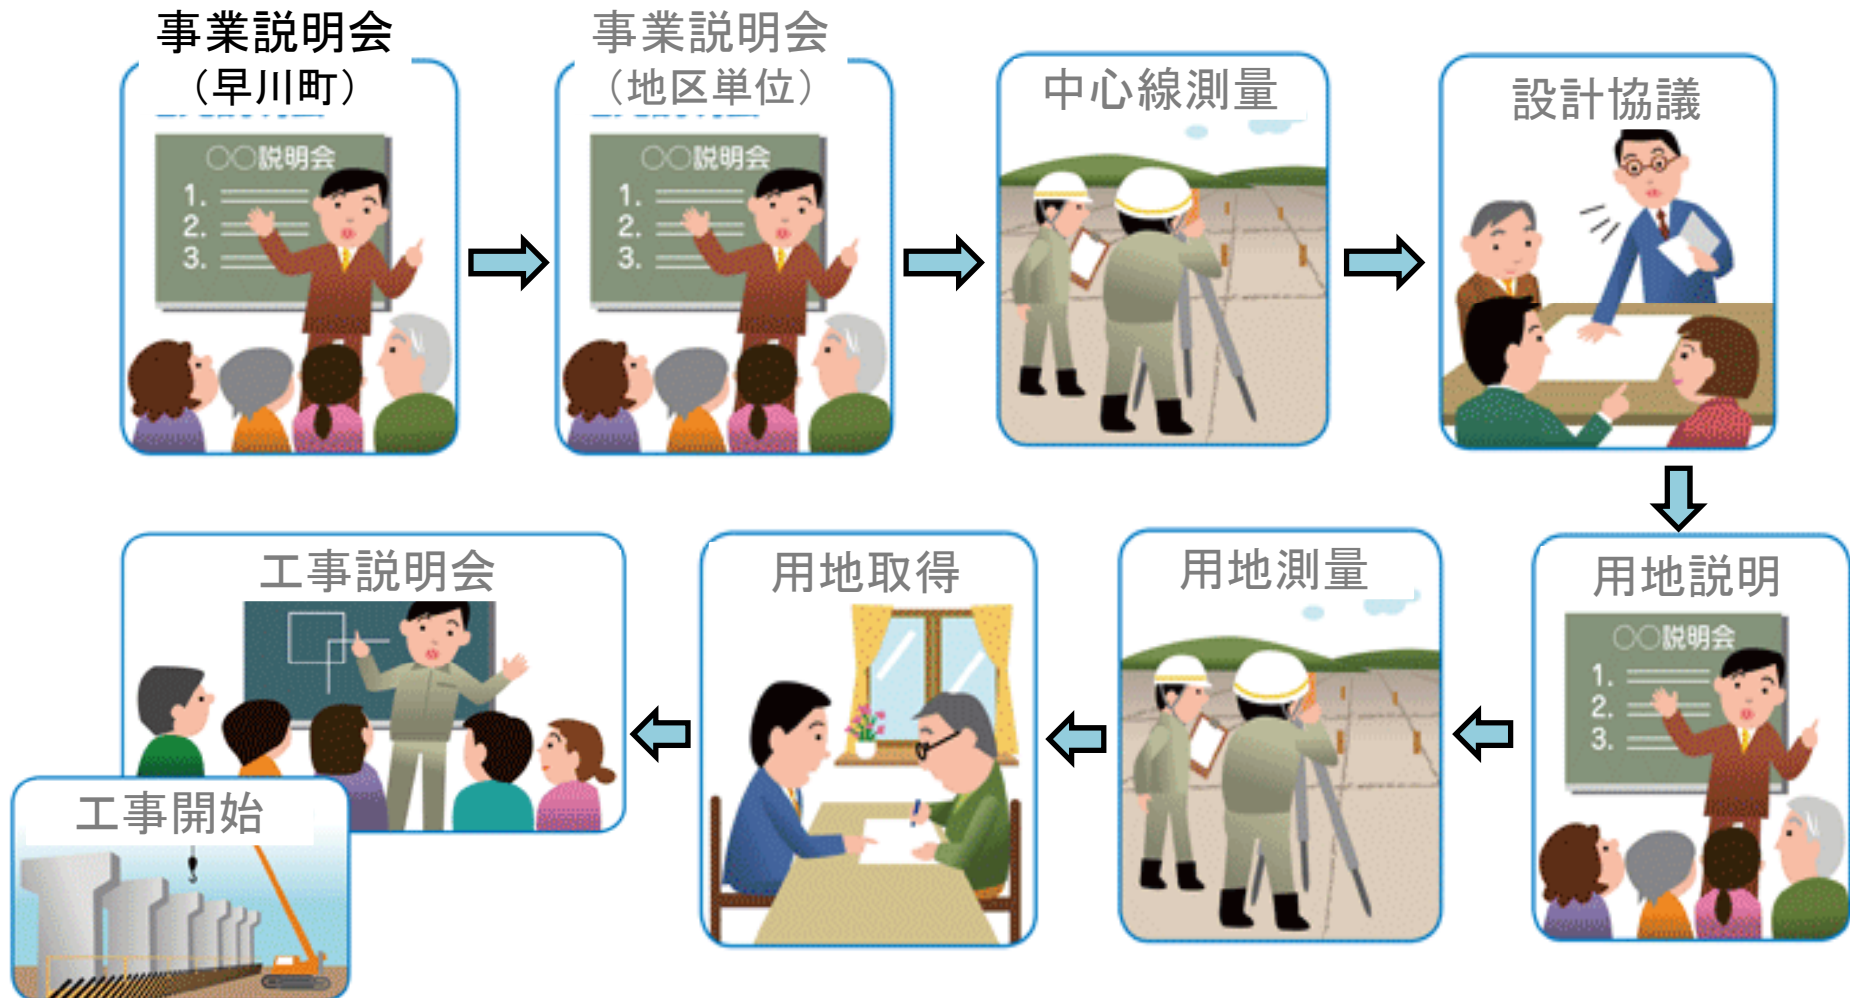 事業説明会
（早川町）
○○説明会
1.
2.
3.
事業説明会
（地区単位）
○○説明会
1.
2.
3.
中心線測量
設計協議
用地説明
○○説明会
1.
2.
3.
用地測量
用地取得
工事説明会
工事開始